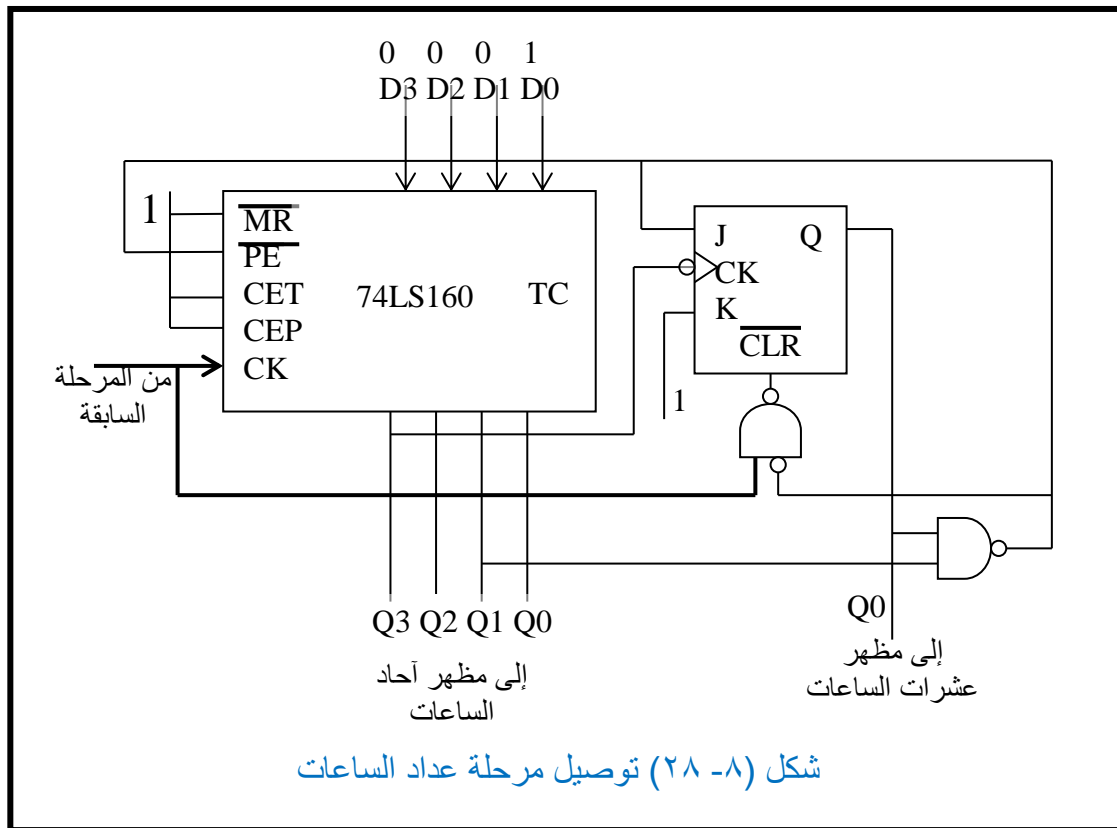 0 0 0 1
D3 D2 D1 D0
1
MR
PE
CET
CEP
CK
74LS160
TC
J
Q
CK
K
CLR
1
من المرحلة
السابقة
Q3 Q2 Q1 Q0
إلى مظهر آحاد
الساعات
Q0
إلى مظهر
عشرات الساعات
شكل (٨- ٢٨) توصيل مرحلة عداد الساعات